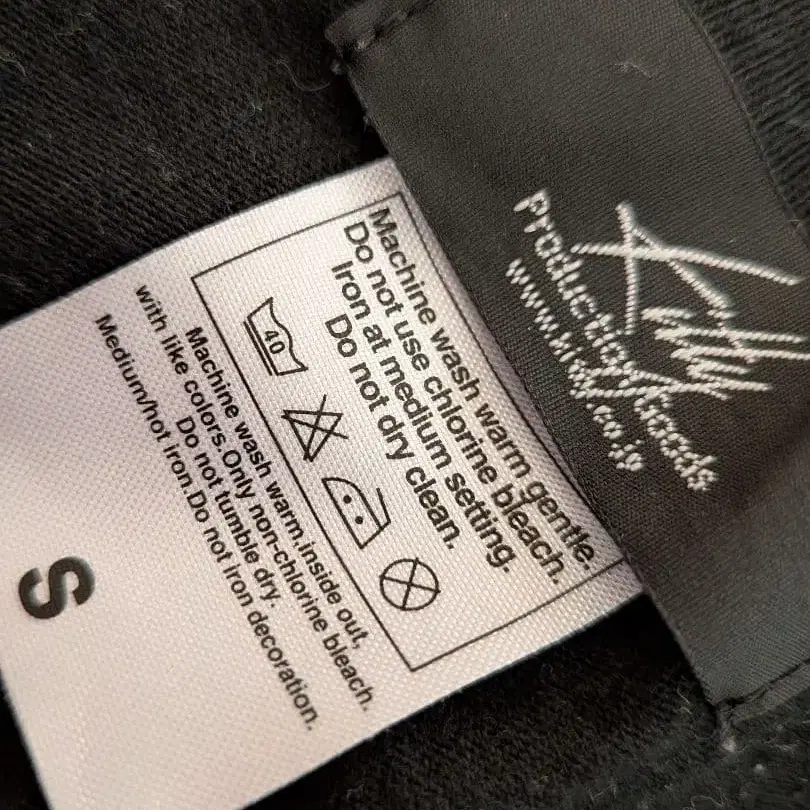 Production Goods
Machine wash warm gentle.
Do not use chlorine bleach.
Iron at medium setting.
Do not dry clean.
40
Machine wash warm.inside out,
with like colors.Only non-chlorine bleach.
Do not tumble dry.
Medium/hot iron.Do not iron decoration.
S